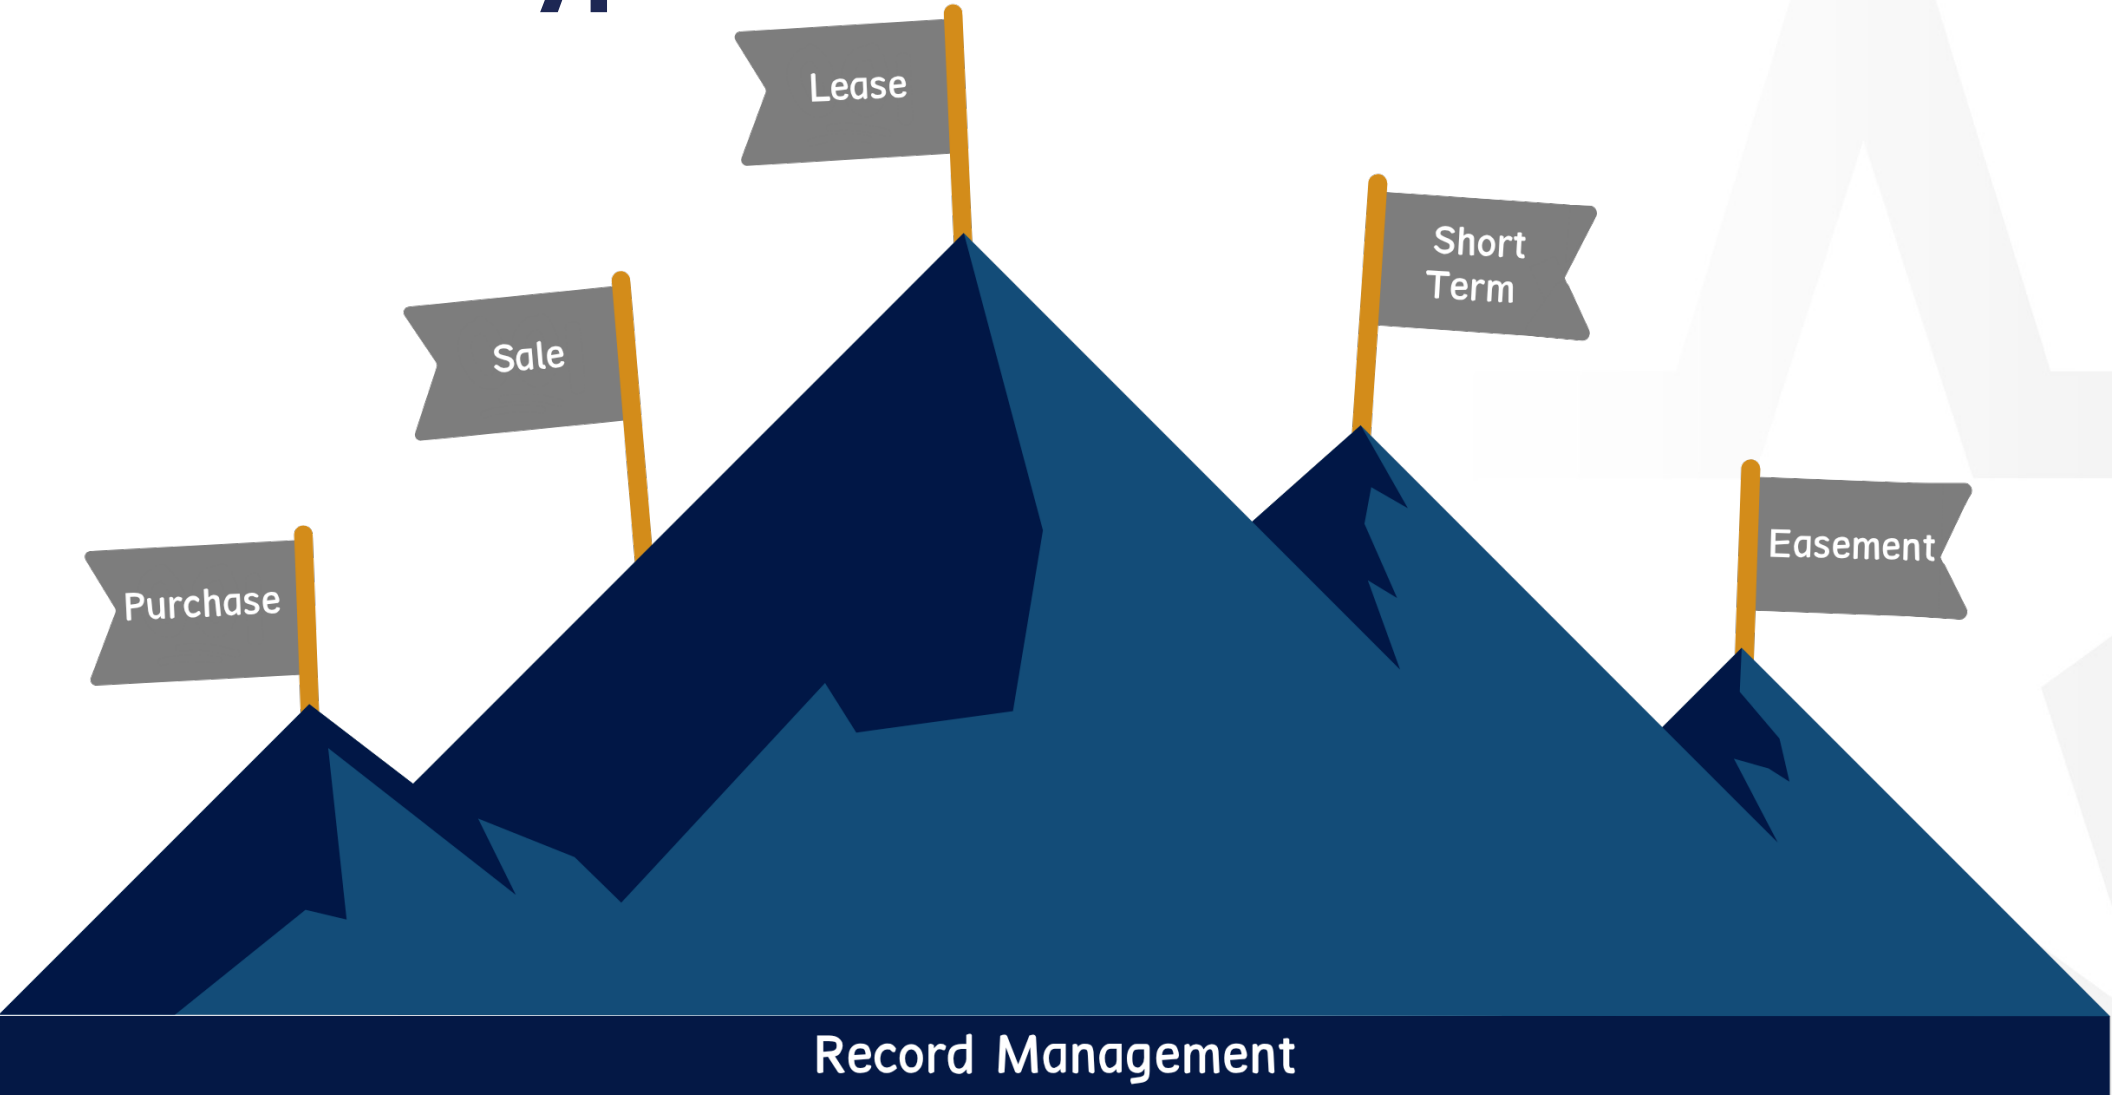 Lease
Short
Term
Sale
Easement
Purchase
Record Management